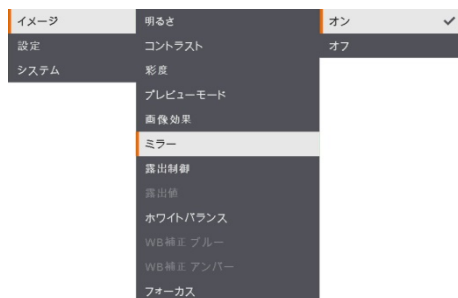 イメージ
設定
システム
明るさ
コントラスト
彩度
プレビューモード
画像効果
ミラー
露出制御
露出値
ホワイトバランス
WB補正 ブルー
WB補正 アンバー
フォーカス
オン
オフ